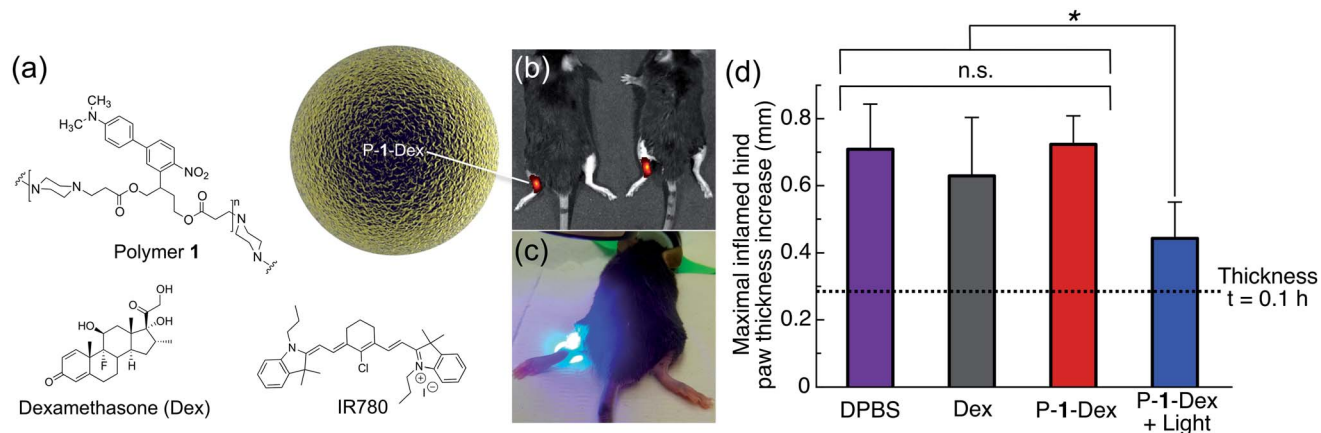 (a)
H₃C
N
CH₃
NO₂
N
N
O
O
O
O
n
N
N
Polymer 1
P-1-Dex
OH
O
HO
OH
H
F
H
O
Dexamethasone (Dex)
N
Cl
N
+
I
−
IR780
(b)
(c)
(d)
*
n.s.
Maximal inflamed hind
paw thickness increase (mm)
0.8
0.6
0.4
0.2
0
Thickness
t = 0.1 h
DPBS
Dex
P-1-Dex
P-1-Dex
+ Light